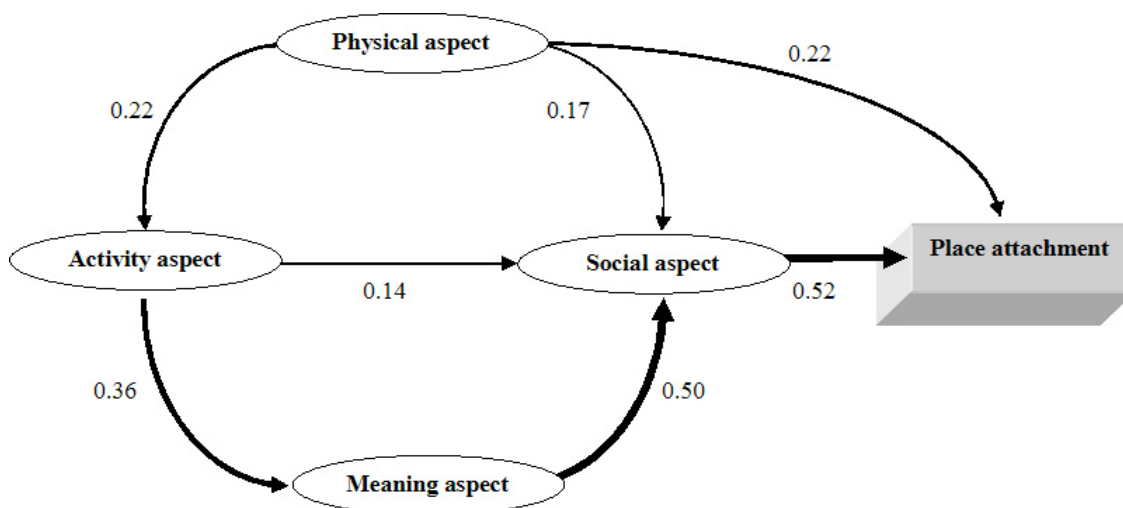 Physical aspect
0.22
0.22
0.17
Activity aspect
Social aspect
Place attachment
0.14
0.52
0.36
0.50
Meaning aspect